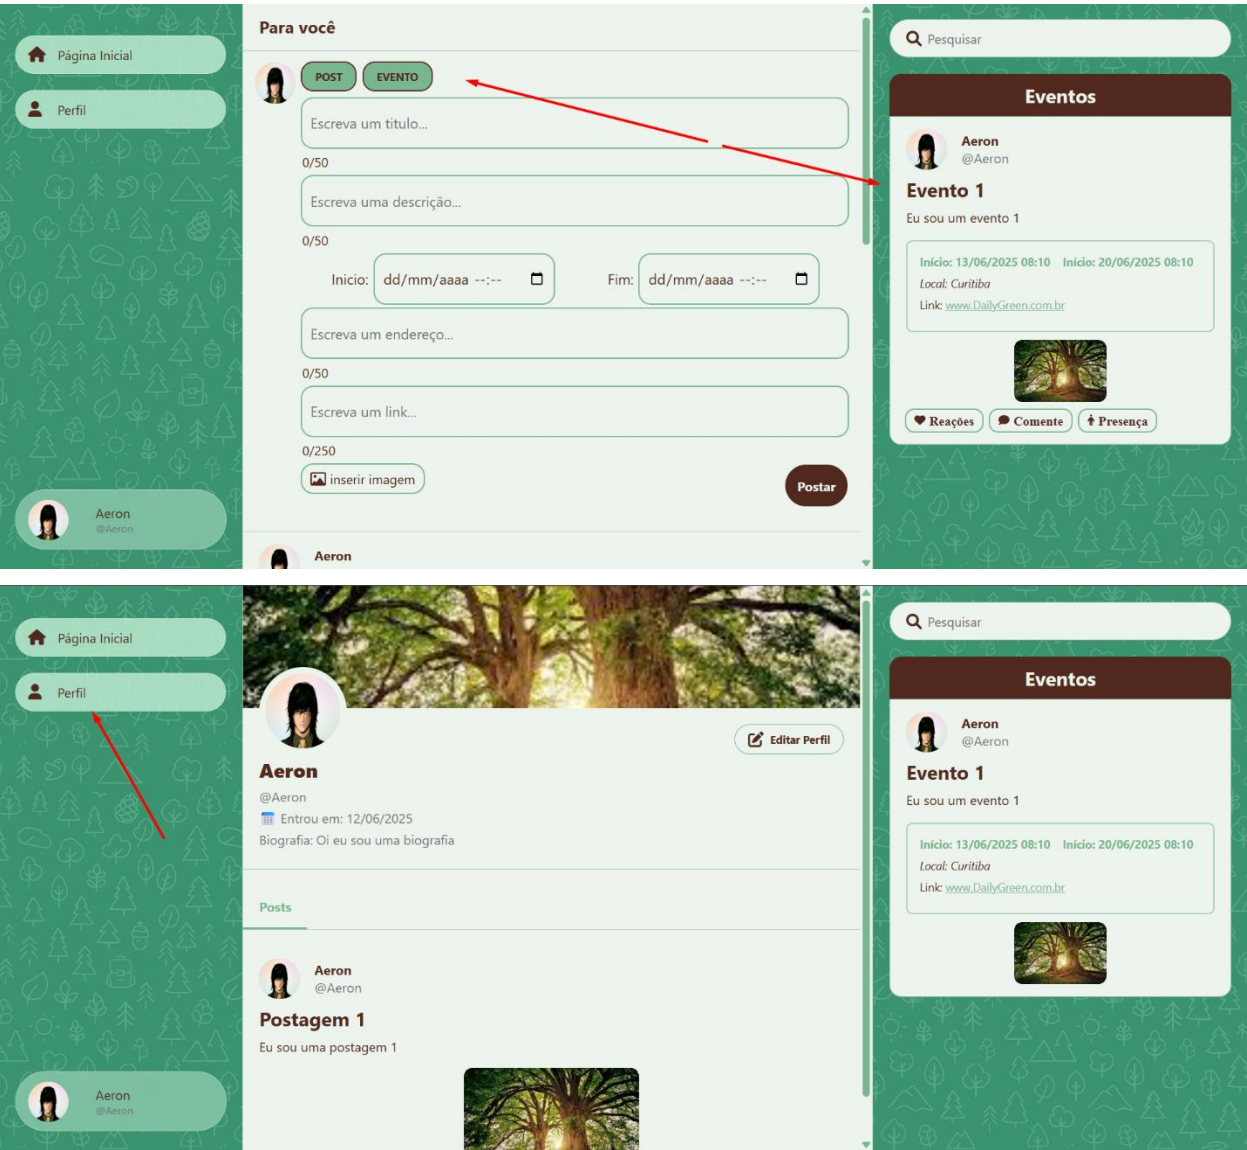 Página Inicial
Perfil
Aeron
@Aeron
Para você
POST EVENTO
Escreva um titulo...
0/50
Escreva uma descrição...
0/50
Inicio: dd/mm/aaaa --:-- Fim: dd/mm/aaaa --:--
Escreva um endereço...
0/50
Escreva um link...
0/250
inserir imagem
Postar
Aeron
Pesquisar
Eventos
Aeron
@Aeron
Evento 1
Eu sou um evento 1
Início: 13/06/2025 08:10 Início: 20/06/2025 08:10
Local: Curitiba
Link: www.DailyGreen.com.br
Reações Comente Presença
Página Inicial
Perfil
Aeron
@Aeron
Editar Perfil
Aeron
@Aeron
Entrou em: 12/06/2025
Biografia: Oi eu sou uma biografia
Posts
Aeron
@Aeron
Postagem 1
Eu sou uma postagem 1
Pesquisar
Eventos
Aeron
@Aeron
Evento 1
Eu sou um evento 1
Início: 13/06/2025 08:10 Início: 20/06/2025 08:10
Local: Curitiba
Link: www.DailyGreen.com.br